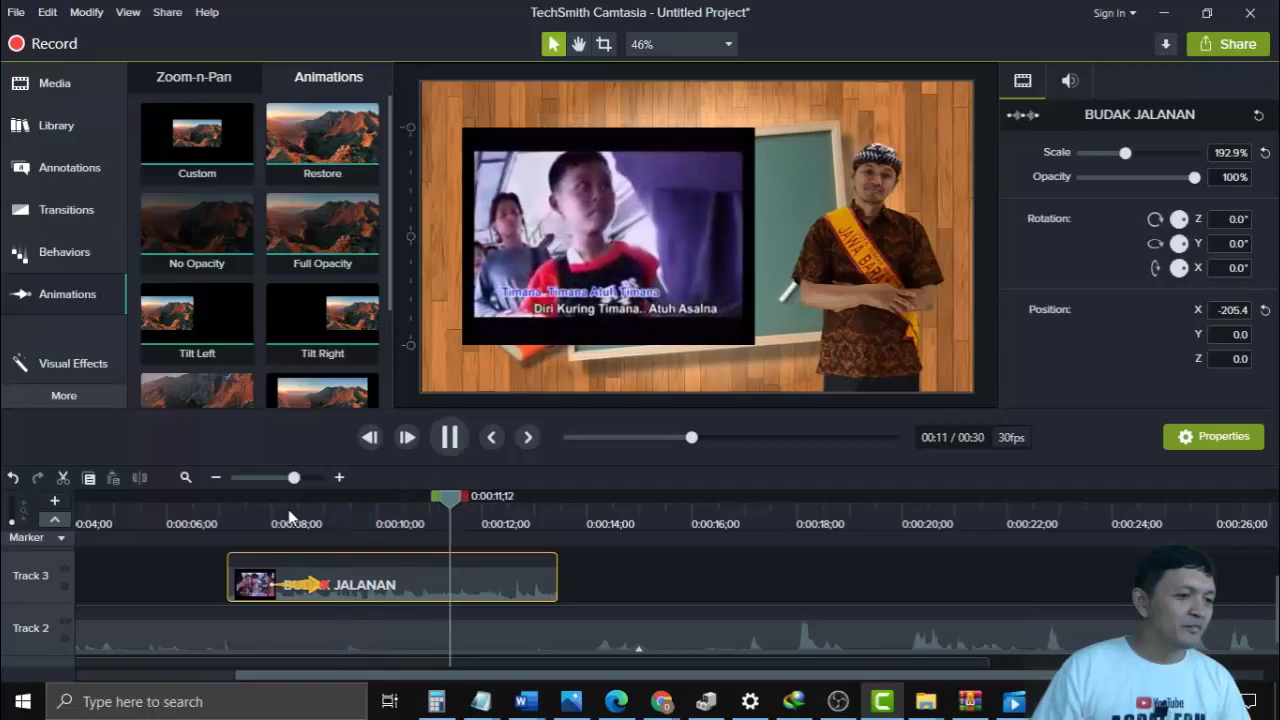 File Edit Modify View Share Help
TechSmith Camtasia - Untitled Project*
Sign In
Record
46%
Share
Media
Library
Annotations
Transitions
Behaviors
Animations
Visual Effects
More
Zoom-n-Pan
Animations
Custom
Restore
No Opacity
Full Opacity
Tilt Left
Tilt Right
Timana..Timana Atuh Timana
Diri Kuring Timana.. Atuh Asalna
JAWA BARA
BUDAK JALANAN
Scale 192.9%
Opacity 100%
Rotation: Z 0.0°
Y 0.0°
X 0.0°
Position: X -205.4
Y 0.0
Z 0.0
00:11 / 00:30 30fps
Properties
0:00:11;12
0:04;00 0:00:06;00 0:00:08;00 0:00:10;00 0:00:12;00 0:00:14;00 0:00:16;00 0:00:18;00 0:00:20;00 0:00:22;00 0:00:24;00 0:00:26;00
Marker
Track 3
BUDAK JALANAN
Track 2
Type here to search
YouTube